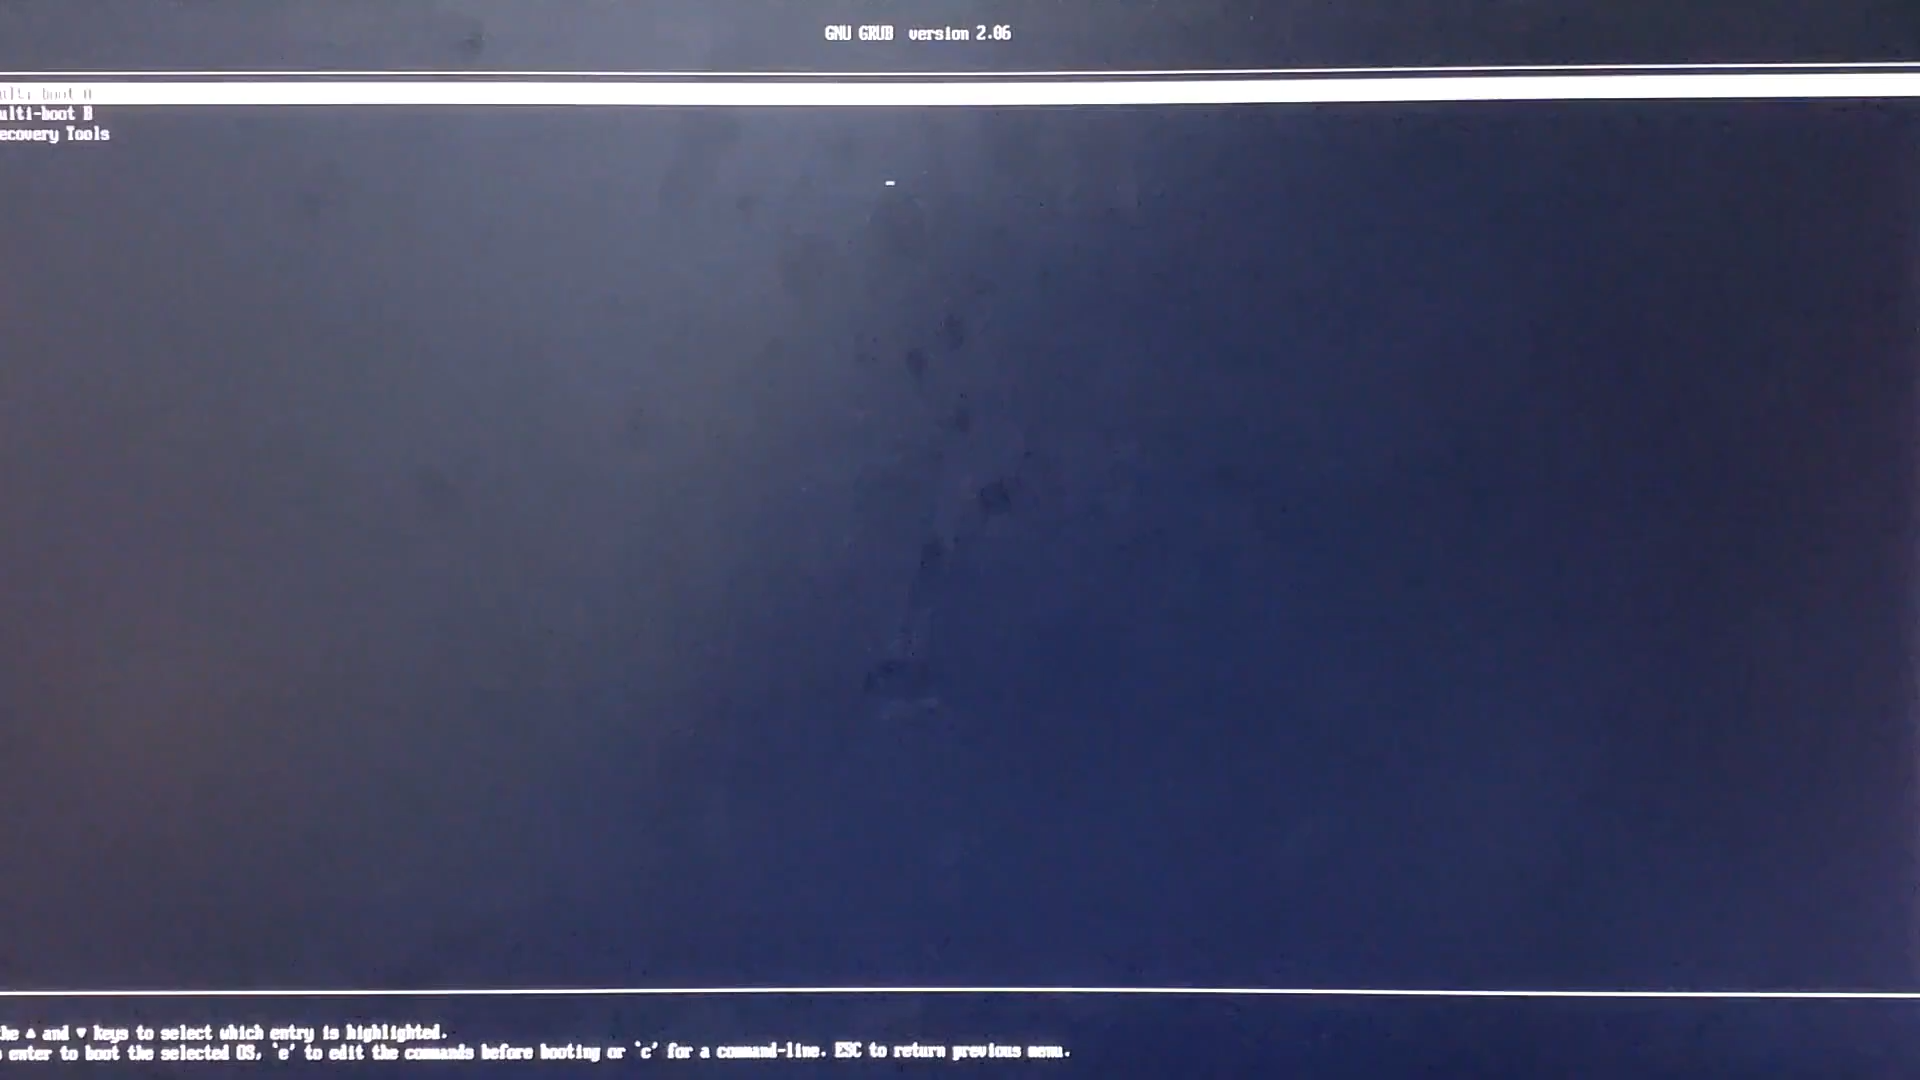 GNU GRUB version 2.06
ulti-boot A
ulti-boot B
ecovery Tools
he ▲ and ▼ keys to select which entry is highlighted.
enter to boot the selected OS, `e' to edit the commands before booting or `c' for a command-line. ESC to return previous menu.